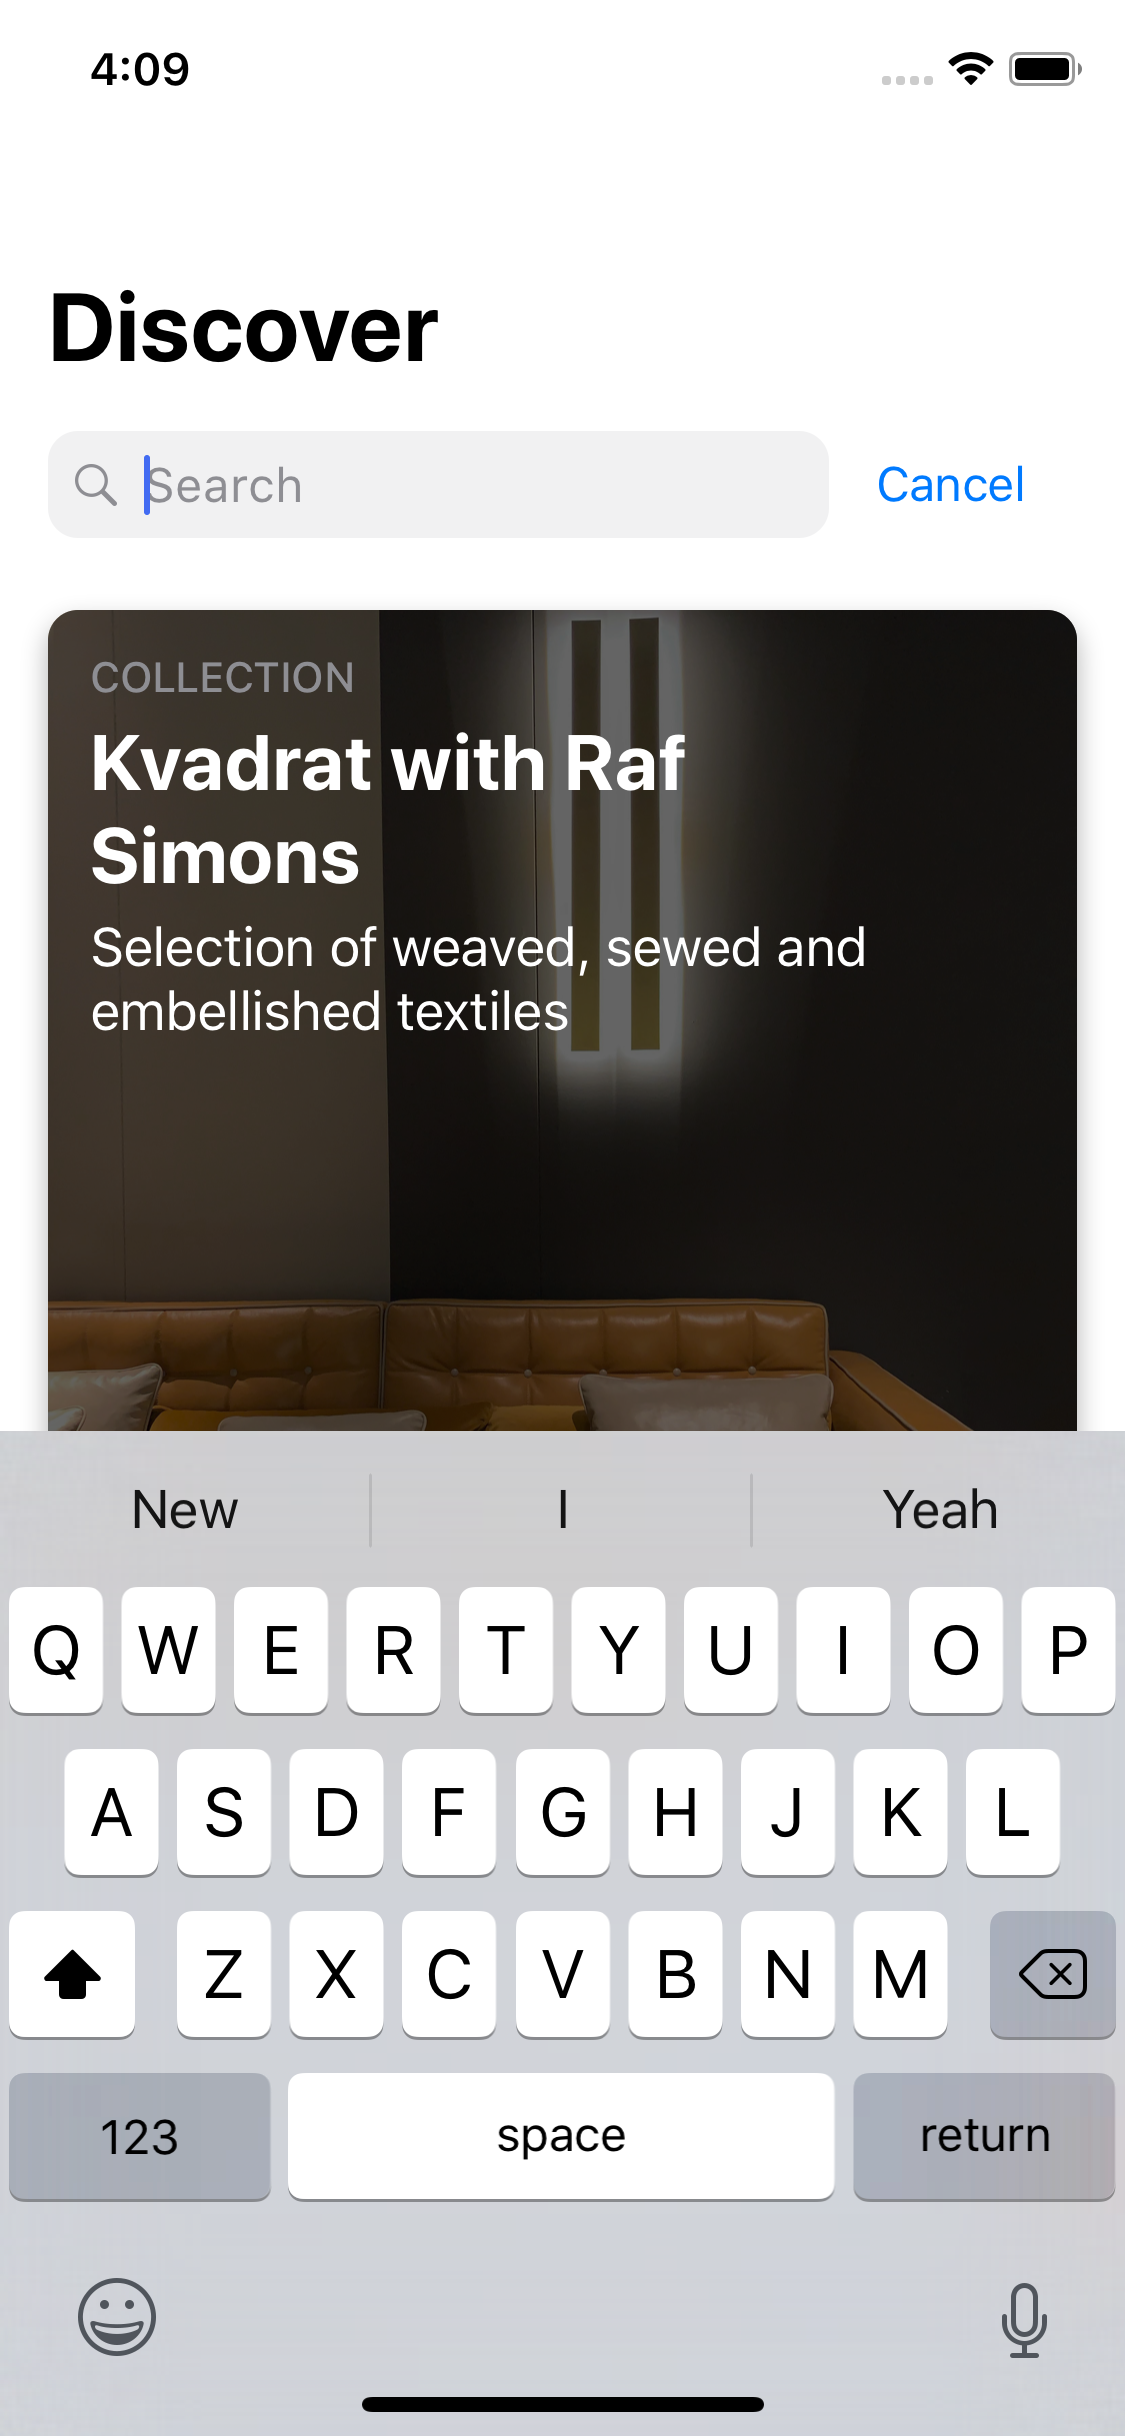 4:09
Discover
Search
Cancel
COLLECTION
Kvadrat with Raf
Simons
Selection of weaved, sewed and
embellished textiles
New I Yeah
Q W E R T Y U I O P
A S D F G H J K L
Z X C V B N M
123 space return